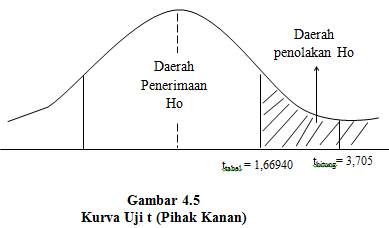 Daerah
penolakan Ho
Daerah
Penerimaan
Ho
ttabel = 1,66940
thitung = 3,705
Gambar 4.5
Kurva Uji t (Pihak Kanan)